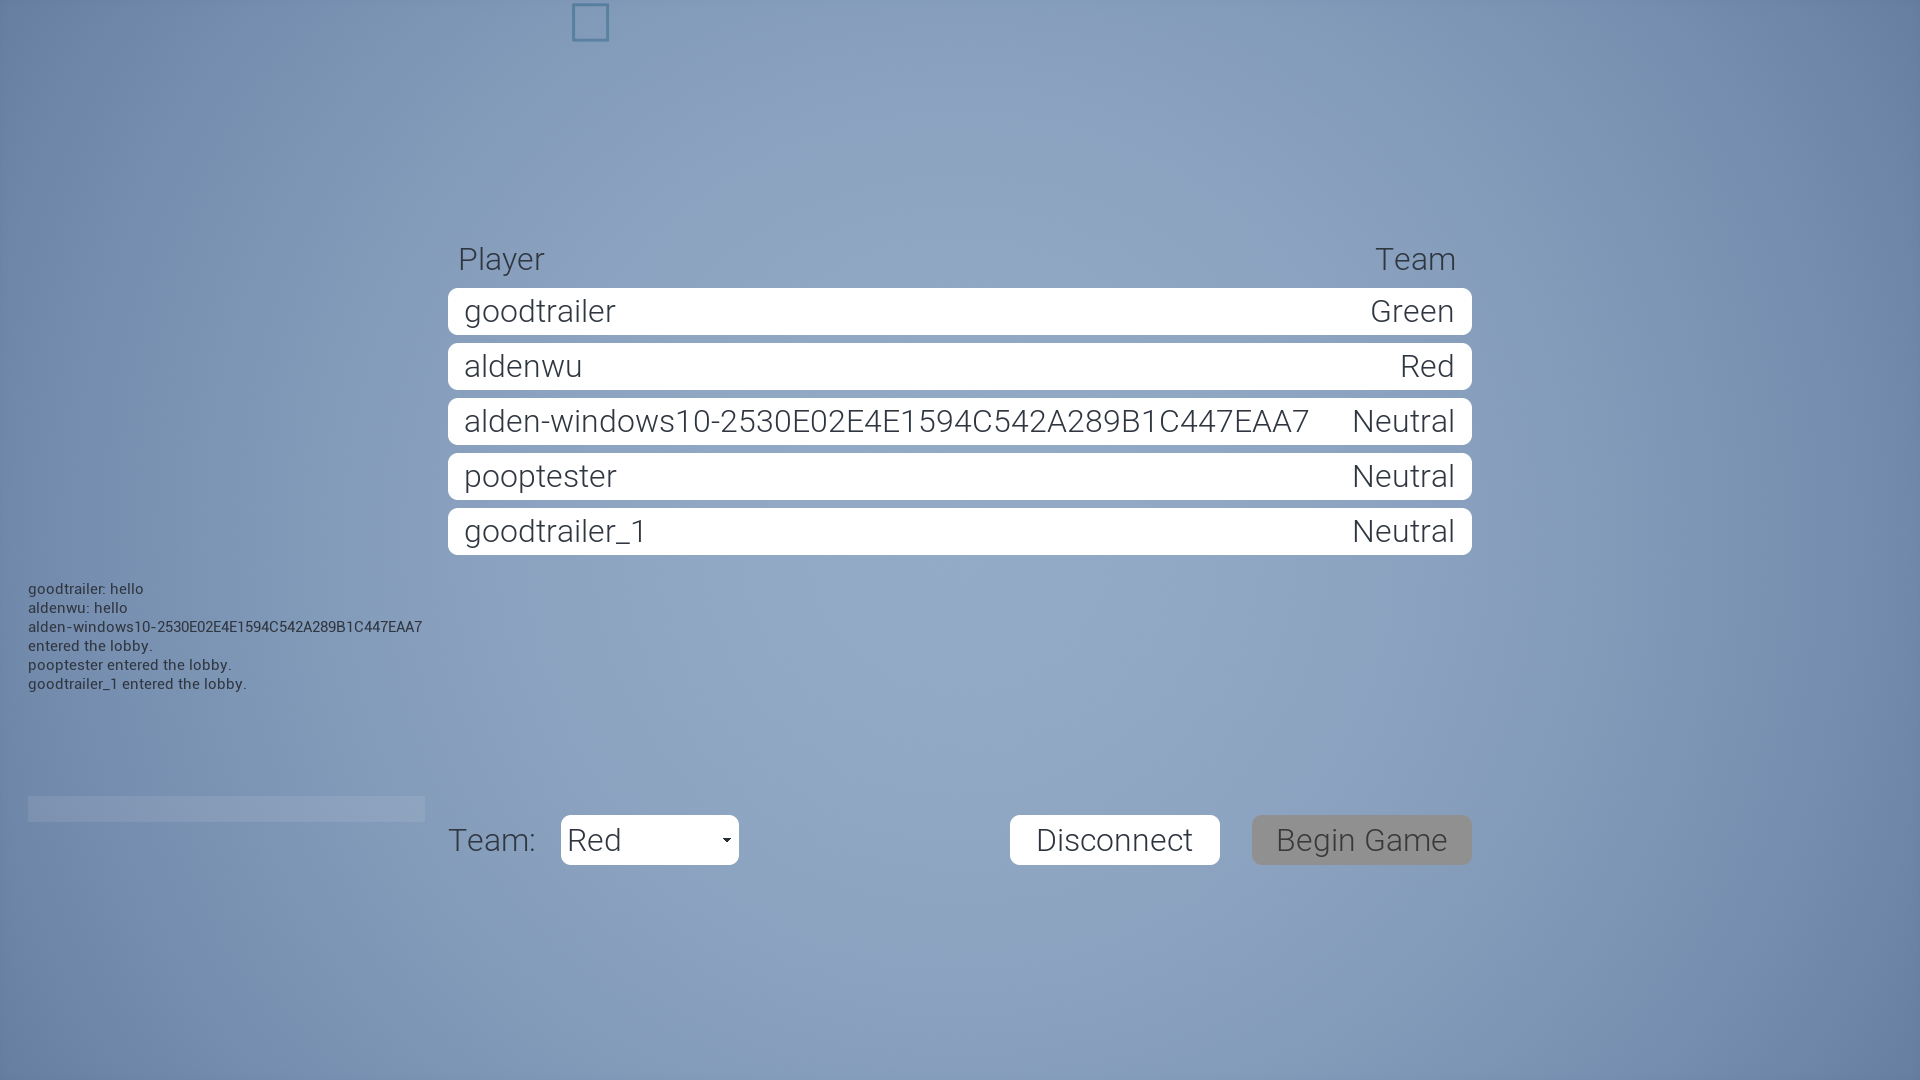 Player Team
goodtrailer Green
aldenwu Red
alden-windows10-2530E02E4E1594C542A289B1C447EAA7 Neutral
pooptester Neutral
goodtrailer_1 Neutral
goodtrailer: hello
aldenwu: hello
alden-windows10-2530E02E4E1594C542A289B1C447EAA7
entered the lobby.
pooptester entered the lobby.
goodtrailer_1 entered the lobby.
Team: Red Disconnect Begin Game